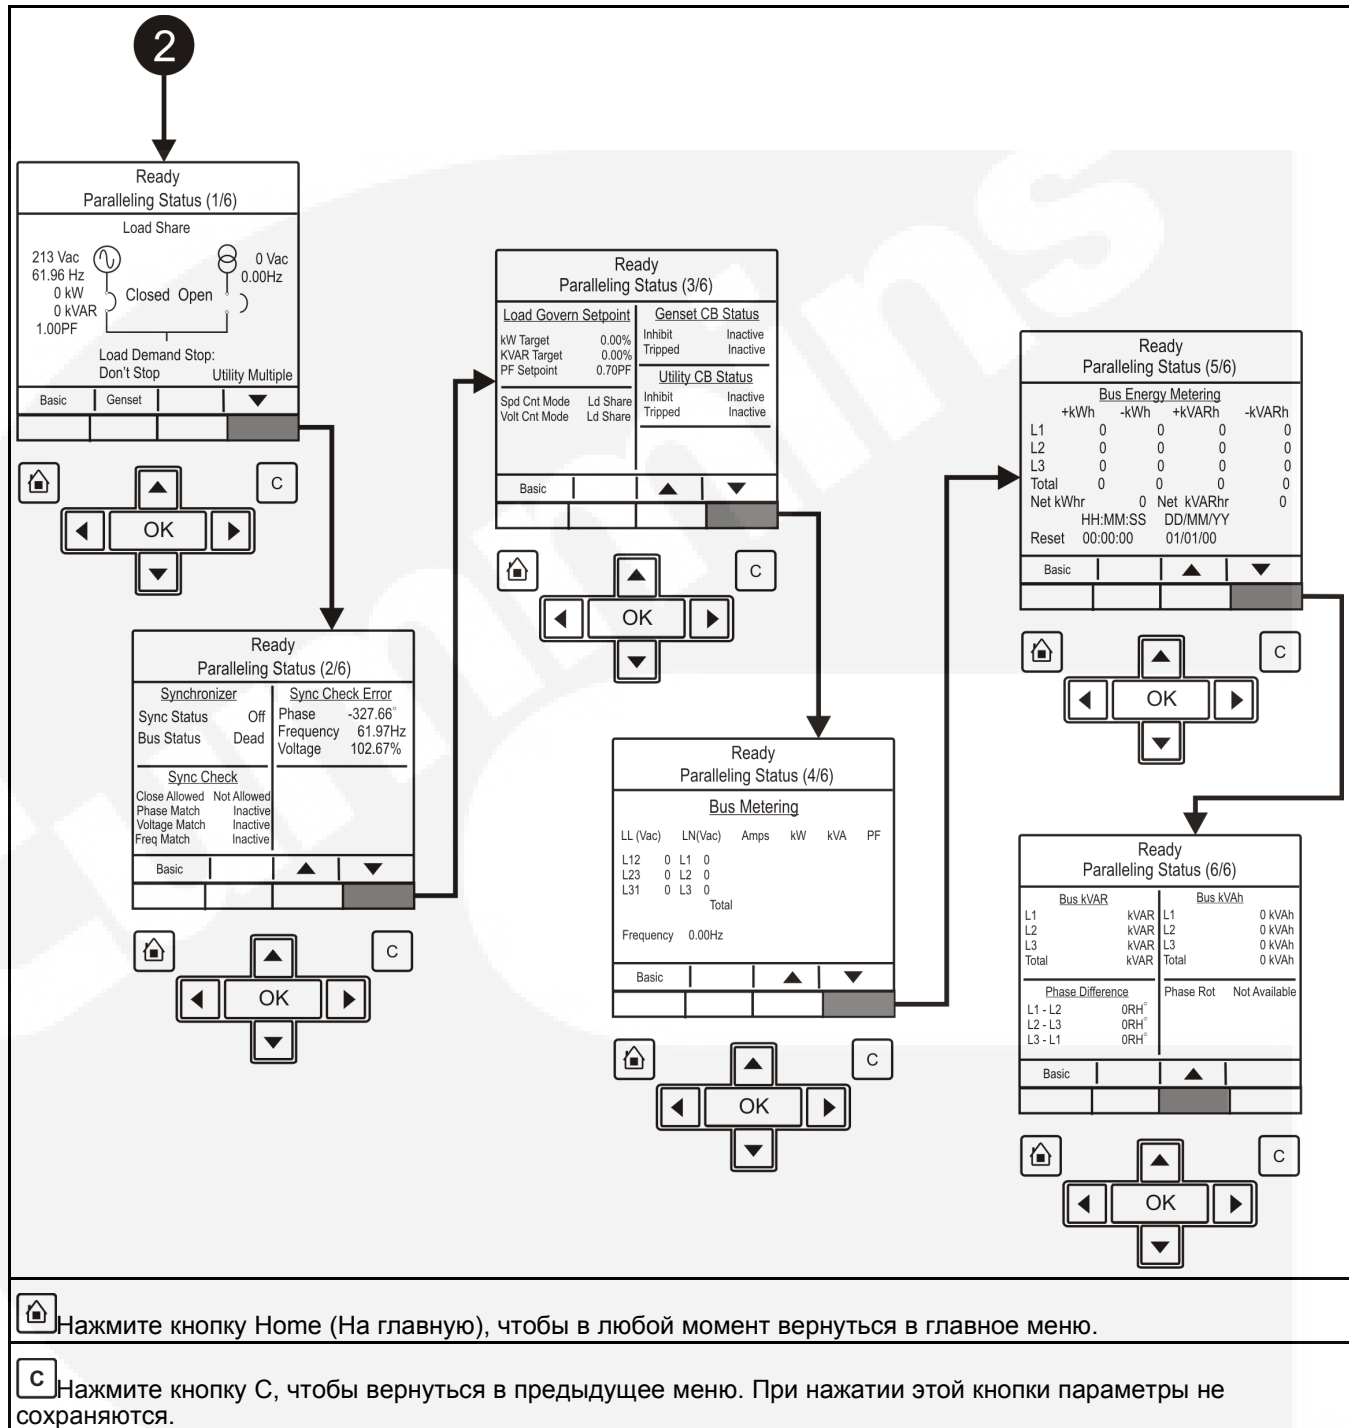 2
Ready
Paralleling Status (1/6)
Load Share
213 Vac
61.96 Hz
0 kW
0 kVAR
1.00PF
Closed Open
0 Vac
0.00Hz
Load Demand Stop:
Don't Stop Utility Multiple
Basic Genset
C
OK
Ready
Paralleling Status (2/6)
Synchronizer
Sync Status Off
Bus Status Dead
Sync Check
Close Allowed Not Allowed
Phase Match Inactive
Voltage Match Inactive
Freq Match Inactive
Sync Check Error
Phase -327.66°
Frequency 61.97Hz
Voltage 102.67%
Basic
C
OK
Ready
Paralleling Status (3/6)
Load Govern Setpoint
kW Target 0.00%
KVAR Target 0.00%
PF Setpoint 0.70PF
Spd Cnt Mode Ld Share
Volt Cnt Mode Ld Share
Genset CB Status
Inhibit Inactive
Tripped Inactive
Utility CB Status
Inhibit Inactive
Tripped Inactive
Basic
C
OK
Ready
Paralleling Status (4/6)
Bus Metering
LL (Vac) LN(Vac) Amps kW kVA PF
L12 0 L1 0
L23 0 L2 0
L31 0 L3 0
Total
Frequency 0.00Hz
Basic
C
OK
Ready
Paralleling Status (5/6)
Bus Energy Metering
+kWh -kWh +kVARh -kVARh
L1 0 0 0 0
L2 0 0 0 0
L3 0 0 0 0
Total 0 0 0 0
Net kWhr 0 Net kVARhr 0
HH:MM:SS DD/MM/YY
Reset 00:00:00 01/01/00
Basic
C
OK
Ready
Paralleling Status (6/6)
Bus kVAR
L1 kVAR
L2 kVAR
L3 kVAR
Total kVAR
Bus kVAh
L1 0 kVAh
L2 0 kVAh
L3 0 kVAh
Total 0 kVAh
Phase Difference
L1 - L2 0RH°
L2 - L3 0RH°
L3 - L1 0RH°
Phase Rot Not Available
Basic
C
OK
Нажмите кнопку Home (На главную), чтобы в любой момент вернуться в главное меню.
C Нажмите кнопку C, чтобы вернуться в предыдущее меню. При нажатии этой кнопки параметры не
сохраняются.
Cummins